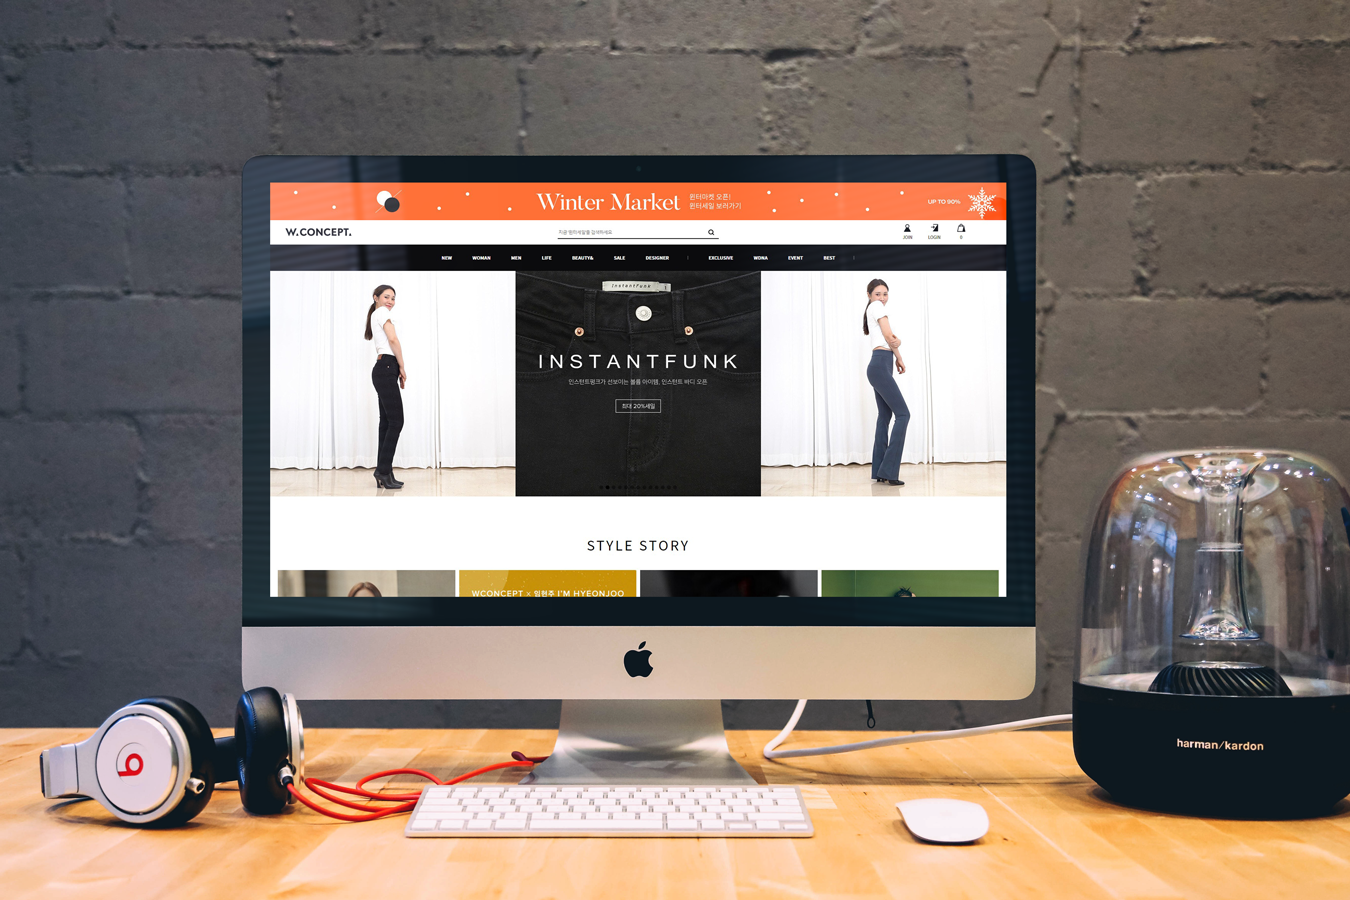 Winter Market
윈터마켓 오픈!
윈터세일 보러가기
UP TO 90%
W.CONCEPT.
JOIN
LOGIN
0
NEW WOMAN MEN LIFE BEAUTY& SALE DESIGNER | EXCLUSIVE WDNA EVENT BEST |
InstantFunk
INSTANTFUNK
인스턴트펑크가 선보이는 볼륨 아이템, 인스턴트 바디 오픈
최대 20%세일
STYLE STORY
WCONCEPT × 임현주 I'M HYEONJOO
b
harman/kardon